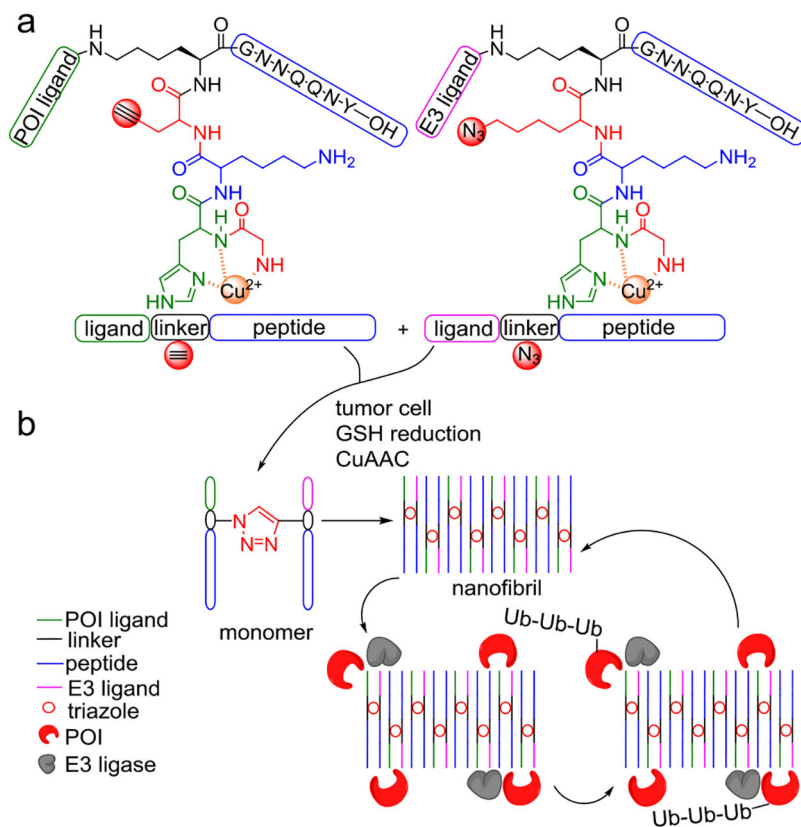 a
POI ligand
HN
O
G-N-N-Q-Q-N-Y—OH
NH
O
NH
O
NH2
NH
O
H
N
O
NH
N
HN
Cu2+
ligand
linker
peptide
+
E3 ligand
HN
O
G-N-N-Q-Q-N-Y—OH
NH
O
N3
NH
O
NH2
NH
O
H
N
O
NH
N
HN
Cu2+
ligand
linker
peptide
N3
b
tumor cell
GSH reduction
CuAAC
N
N=N
monomer
nanofibril
POI ligand
linker
peptide
E3 ligand
triazole
POI
E3 ligase
Ub-Ub-Ub
Ub-Ub-Ub